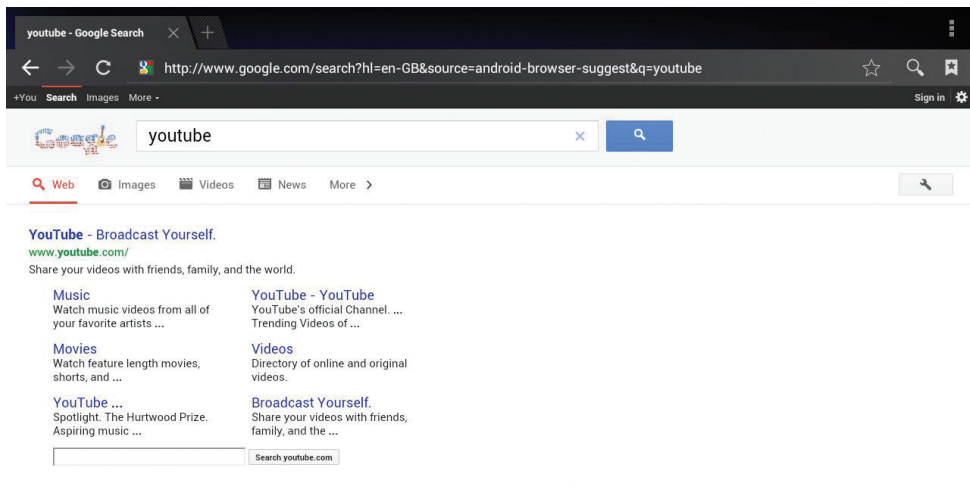 youtube - Google Search
http://www.google.com/search?hl=en-GB&source=android-browser-suggest&q=youtube
+You Search Images More
Sign in
Google
youtube
Web Images Videos News More
YouTube - Broadcast Yourself.
www.youtube.com/
Share your videos with friends, family, and the world.
Music
Watch music videos from all of
your favorite artists ...
YouTube - YouTube
YouTube's official Channel. ...
Trending Videos of ...
Movies
Watch feature length movies,
shorts, and ...
Videos
Directory of online and original
videos.
YouTube ...
Spotlight. The Hurtwood Prize.
Aspiring music ...
Broadcast Yourself.
Share your videos with friends,
family, and the ...
Search youtube.com